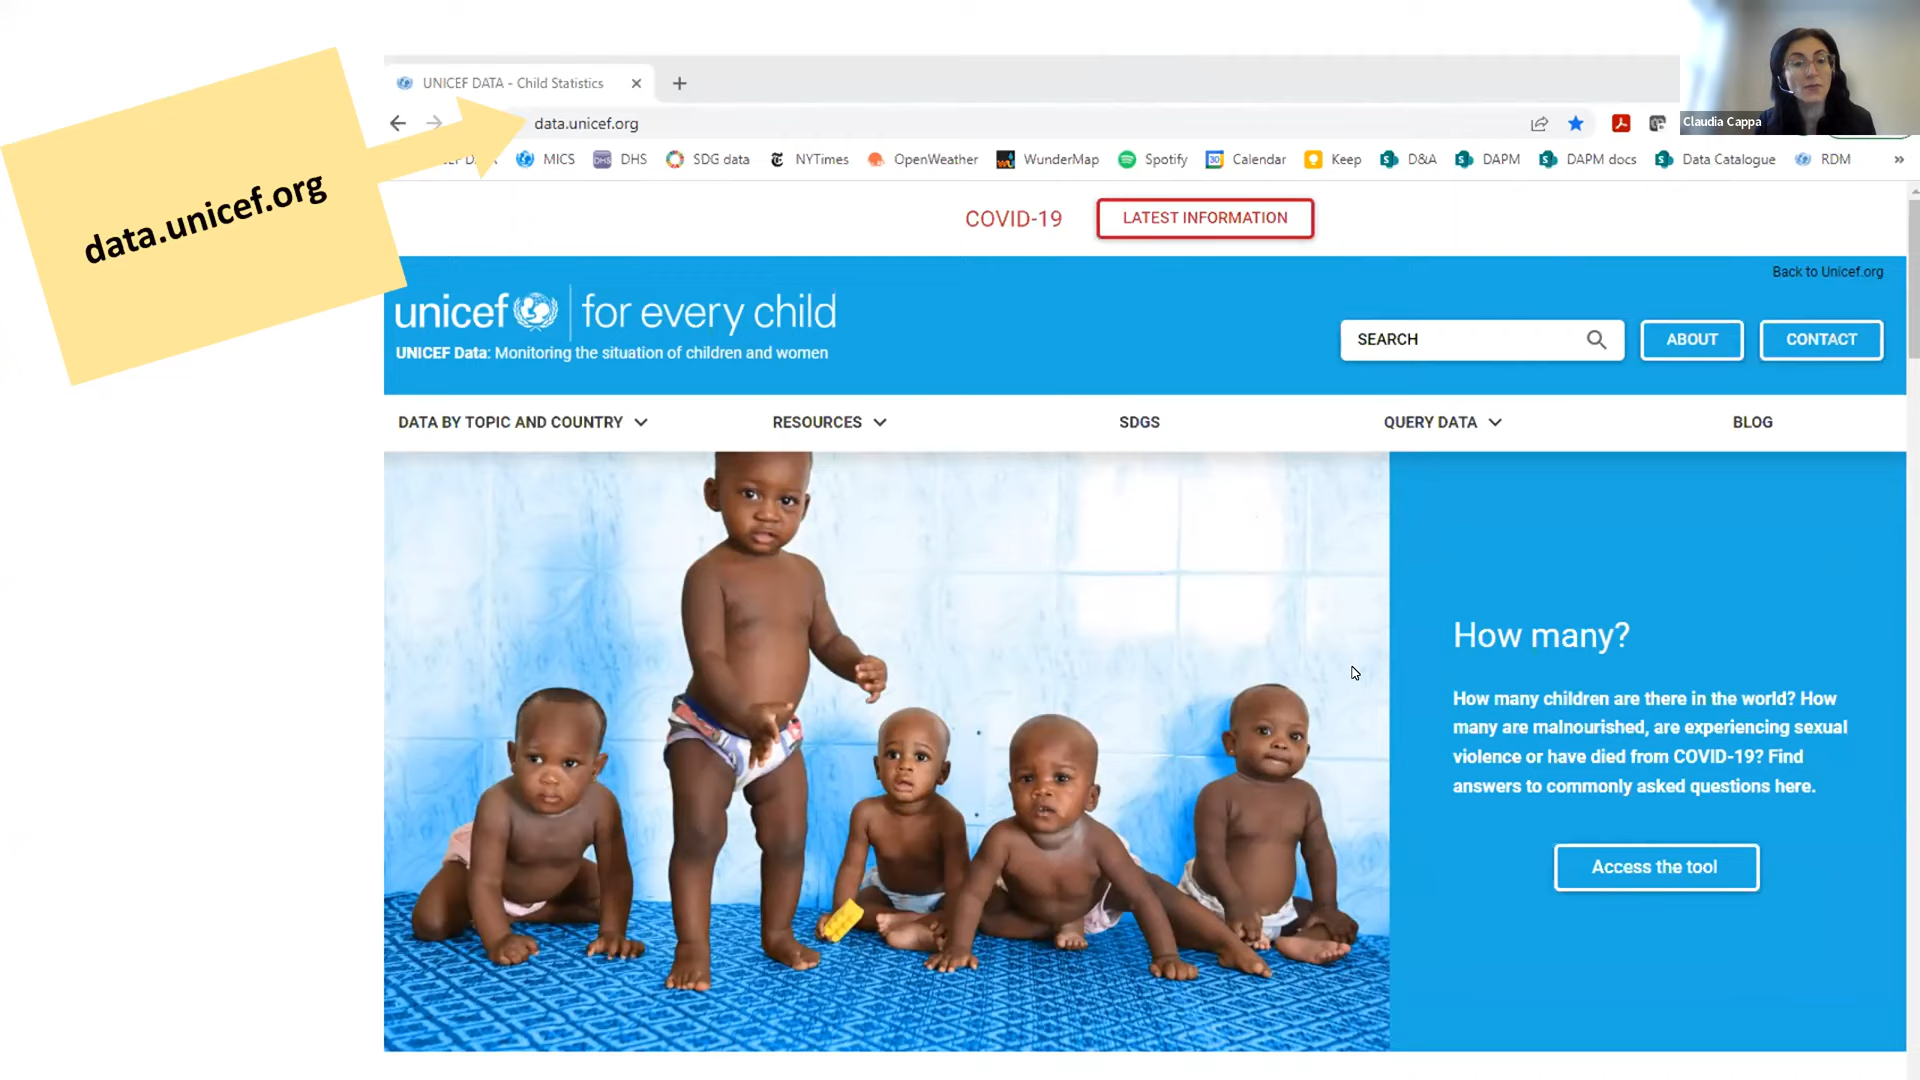 data.unicef.org
UNICEF DATA - Child Statistics
data.unicef.org
Claudia Cappa
MICS DHS SDG data NYTimes OpenWeather WunderMap Spotify Calendar Keep D&A DAPM DAPM docs Data Catalogue RDM
COVID-19 LATEST INFORMATION
Back to Unicef.org
unicef for every child
UNICEF Data: Monitoring the situation of children and women
SEARCH ABOUT CONTACT
DATA BY TOPIC AND COUNTRY RESOURCES SDGS QUERY DATA BLOG
How many?
How many children are there in the world? How
many are malnourished, are experiencing sexual
violence or have died from COVID-19? Find
answers to commonly asked questions here.
Access the tool